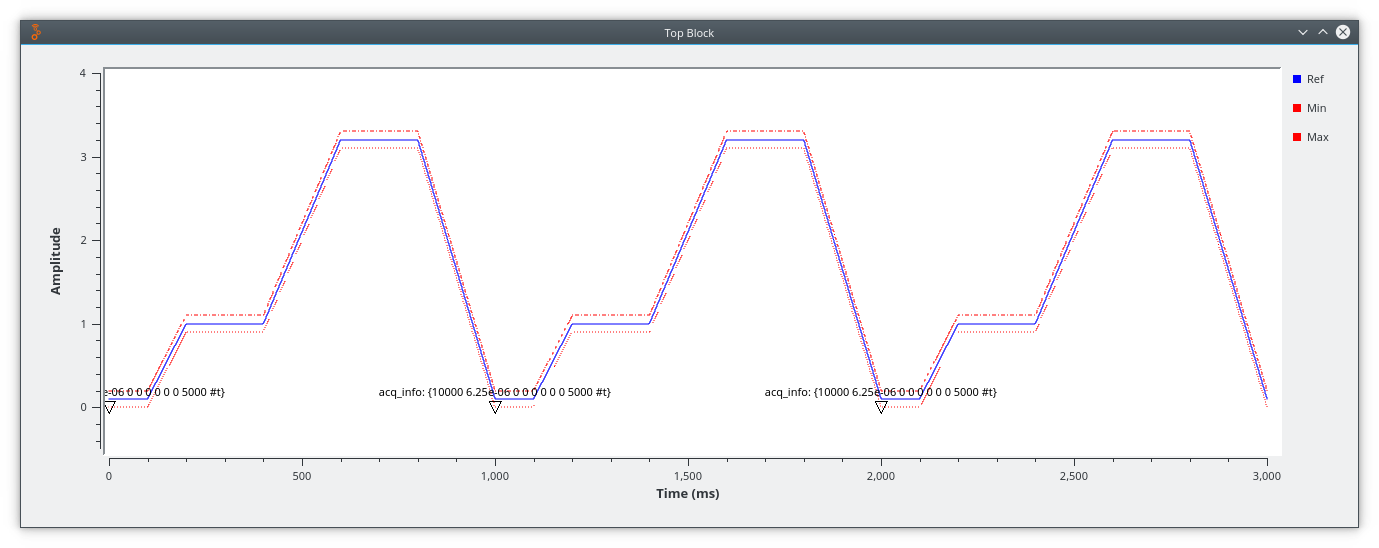 Top Block
4
3
2
1
0
Amplitude
Ref
Min
Max
e-06 0 0 0 0 0 0 5000 #t}
acq_info: {10000 6.25e-06 0 0 0 0 0 0 5000 #t}
acq_info: {10000 6.25e-06 0 0 0 0 0 0 5000 #t}
0
500
1,000
1,500
2,000
2,500
3,000
Time (ms)